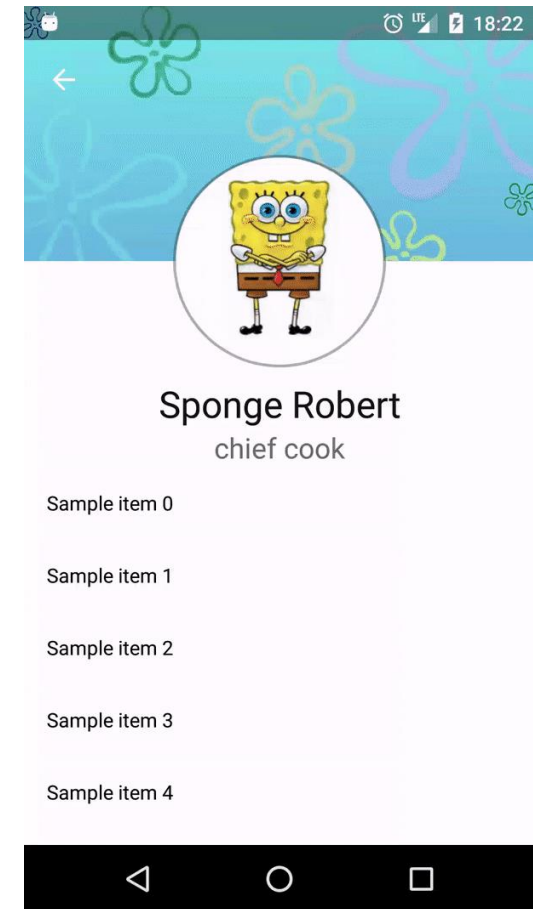 LTE 18:22
Sponge Robert
chief cook
Sample item 0
Sample item 1
Sample item 2
Sample item 3
Sample item 4